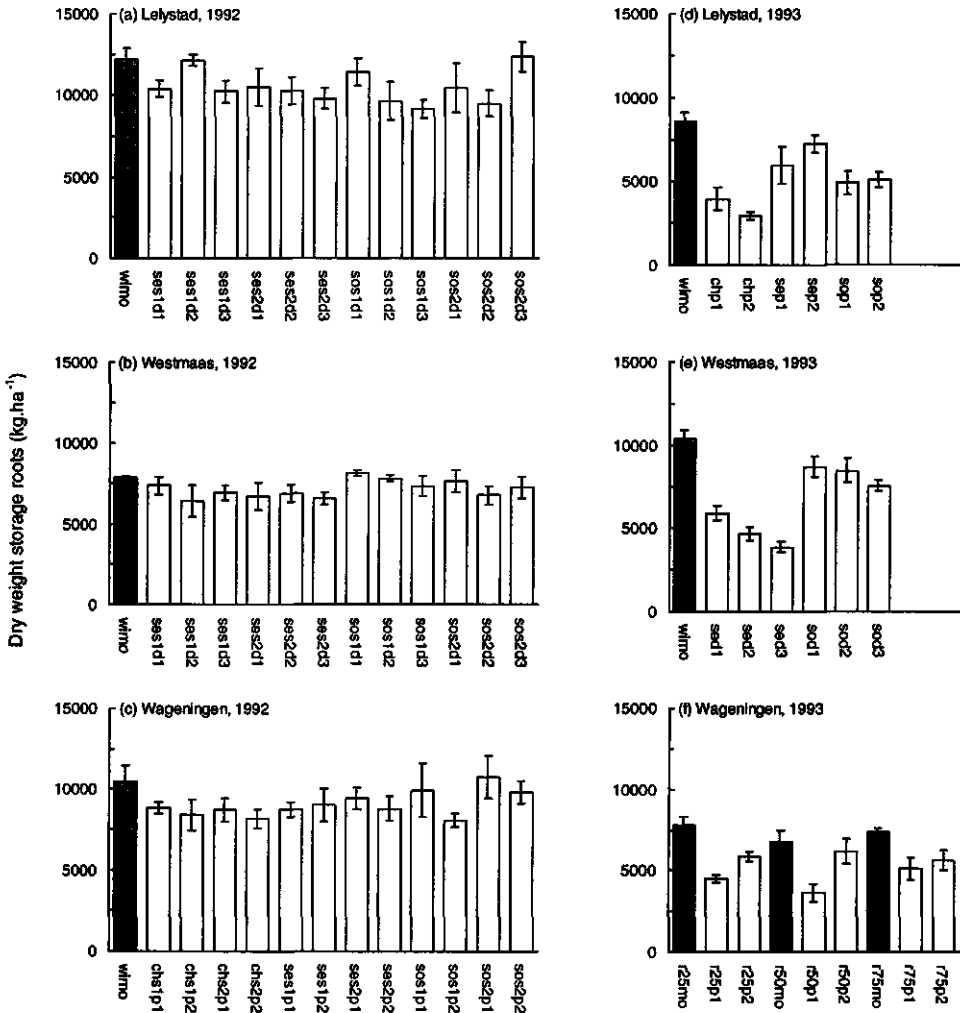 Dry weight storage roots (kg.ha⁻¹)
(a) Lelystad, 1992
15000
10000
5000
0
wimo ses1d1 ses1d2 ses1d3 ses2d1 ses2d2 ses2d3 sos1d1 sos1d2 sos1d3 sos2d1 sos2d2 sos2d3
(d) Lelystad, 1993
15000
10000
5000
0
wimo chp1 chp2 sep1 sep2 sop1 sop2
(b) Westmaas, 1992
15000
10000
5000
0
wimo ses1d1 ses1d2 ses1d3 ses2d1 ses2d2 ses2d3 sos1d1 sos1d2 sos1d3 sos2d1 sos2d2 sos2d3
(e) Westmaas, 1993
15000
10000
5000
0
wimo sed1 sed2 sed3 sod1 sod2 sod3
(c) Wageningen, 1992
15000
10000
5000
0
wimo chs1p1 chs1p2 chs2p1 chs2p2 ses1p1 ses1p2 ses2p1 ses2p2 sos1p1 sos1p2 sos2p1 sos2p2
(f) Wageningen, 1993
15000
10000
5000
0
r25mo r25p1 r25p2 r50mo r50p1 r50p2 r75mo r75p1 r75p2